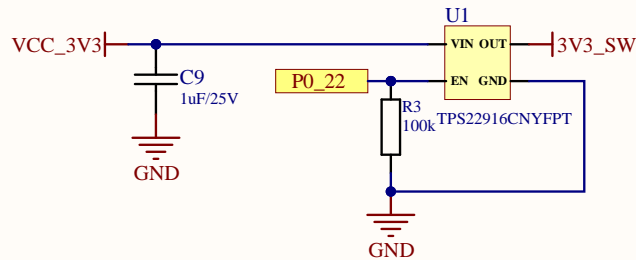 U1
VCC_3V3
VIN OUT
3V3_SW
C9
1uF/25V
P0_22
EN GND
R3
100k
TPS22916CNYFPT
GND
GND